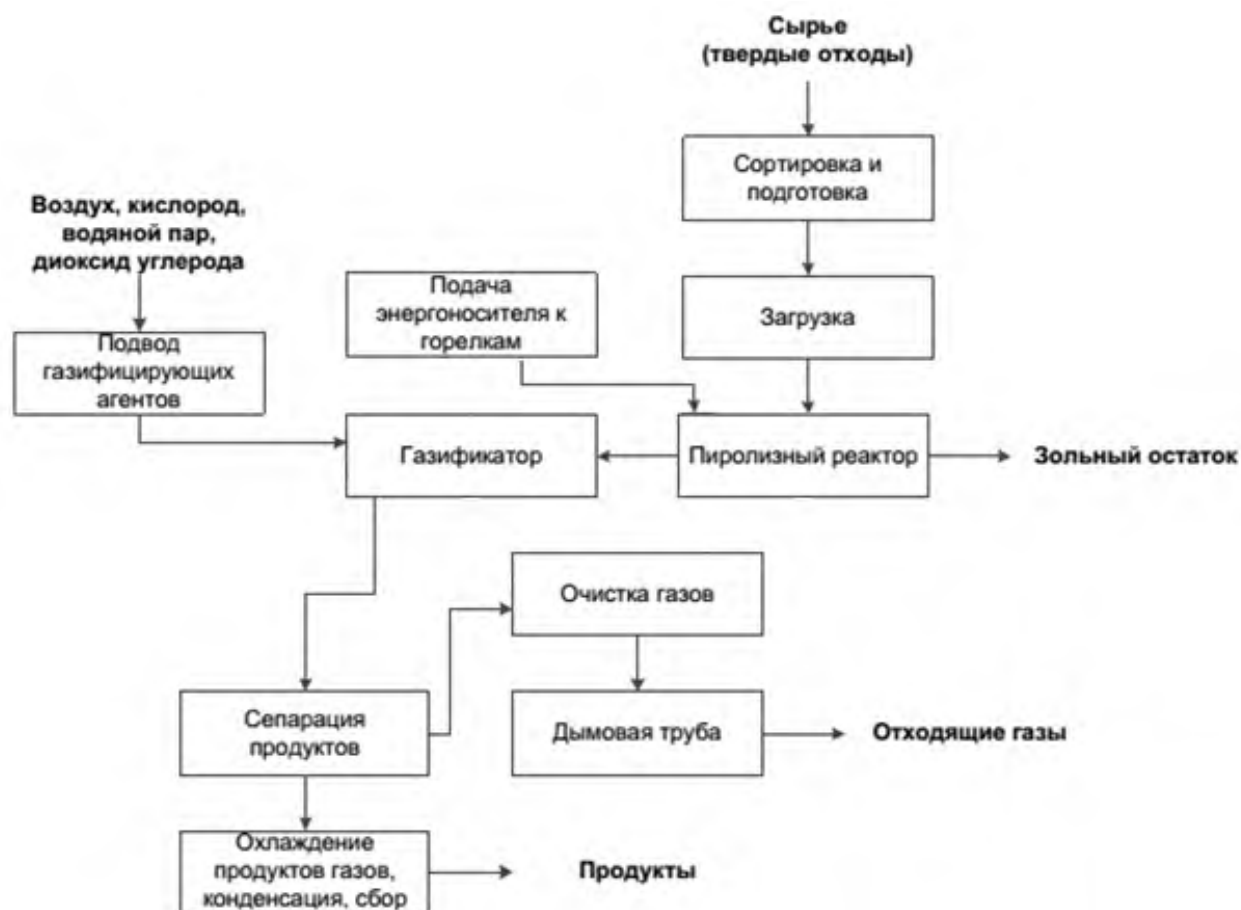 Сырье
(твердые отходы)
Сортировка и
подготовка
Воздух, кислород,
водяной пар,
диоксид углерода
Подача
энергоносителя к
горелкам
Загрузка
Подвод
газифицирующих
агентов
Газификатор
Пиролизный реактор
Зольный остаток
Очистка газов
Сепарация
продуктов
Дымовая труба
Отходящие газы
Охлаждение
продуктов газов,
конденсация, сбор
Продукты